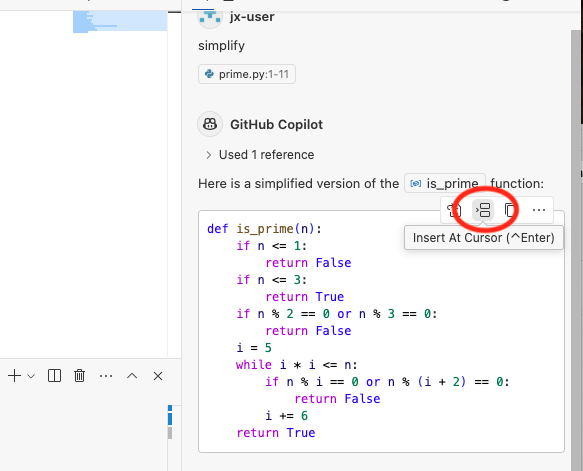 jx-user
simplify
prime.py:1-11
GitHub Copilot
Used 1 reference
Here is a simplified version of the is_prime function:
Insert At Cursor (^Enter)
def is_prime(n):
    if n <= 1:
        return False
    if n <= 3:
        return True
    if n % 2 == 0 or n % 3 == 0:
        return False
    i = 5
    while i * i <= n:
        if n % i == 0 or n % (i + 2) == 0:
            return False
        i += 6
    return True